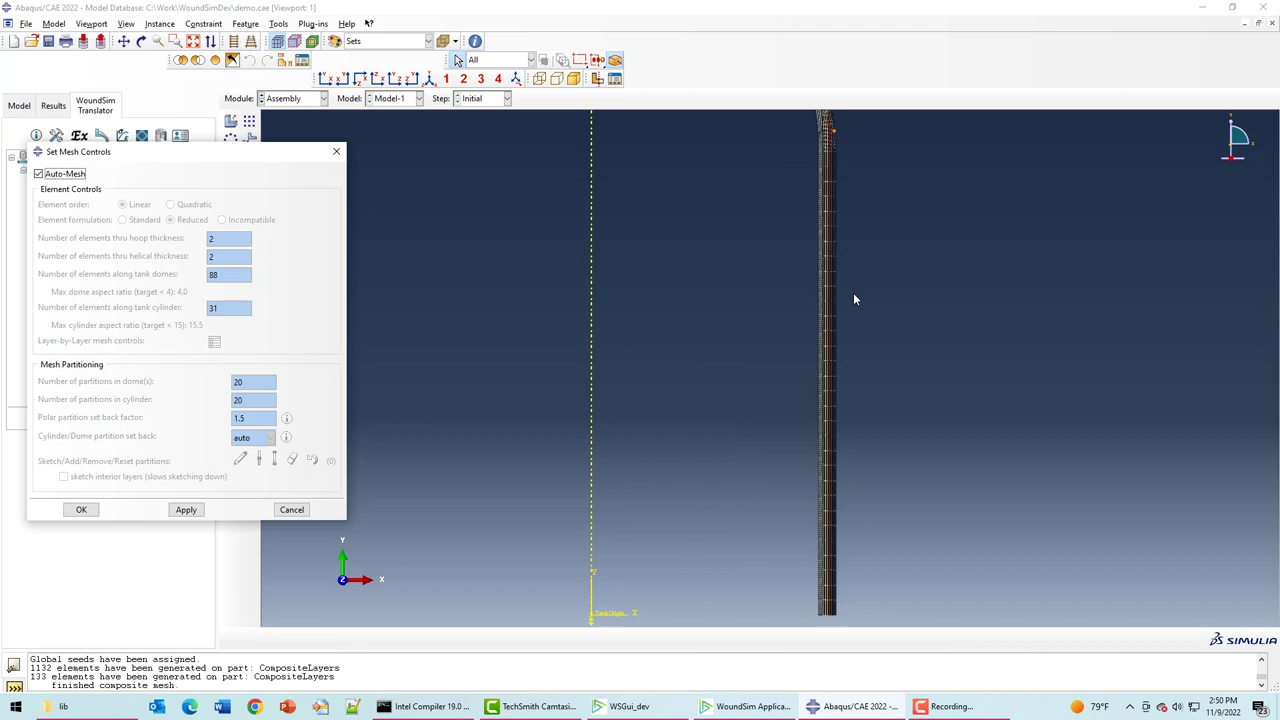 Abaqus/CAE 2022 - Model Database: C:\Work\WoundSimDev\demo.cae [Viewport: 1]
File Model Viewport View Instance Constraint Feature Tools Plug-ins Help
Sets
All
1 2 3 4
Model Results WoundSim Translator
Module: Assembly Model: Model-1 Step: Initial
Ex
Set Mesh Controls
Auto-Mesh
Element Controls
Element order: Linear Quadratic
Element formulation: Standard Reduced Incompatible
Number of elements thru hoop thickness: 2
Number of elements thru helical thickness: 2
Number of elements along tank domes: 88
Max dome aspect ratio (target < 4): 4.0
Number of elements along tank cylinder: 31
Max cylinder aspect ratio (target < 15): 15.5
Layer-by-Layer mesh controls:
Mesh Partitioning
Number of partitions in dome(s): 20
Number of partitions in cylinder: 20
Polar partition set back factor: 1.5
Cylinder/Dome partition set back: auto
Sketch/Add/Remove/Reset partitions: (0)
sketch interior layers (slows sketching down)
OK Apply Cancel
Y
Z X
Y
TankOrigin X
SIMULIA
Global seeds have been assigned.
1132 elements have been generated on part: CompositeLayers
133 elements have been generated on part: CompositeLayers
finished composite mesh.
lib
Intel Compiler 19.0 ...
TechSmith Camtasi...
WSGui_dev
WoundSim Applica...
Abaqus/CAE 2022 -...
Recording...
79°F
2:50 PM
11/9/2022